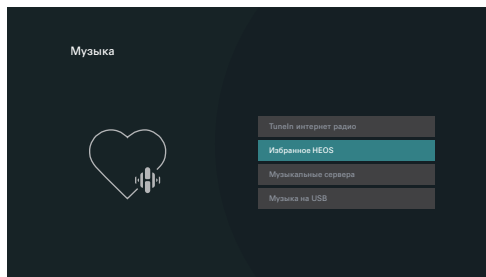 Музыка
TuneIn интернет радио
Избранное HEOS
Музыкальные сервера
Музыка на USB